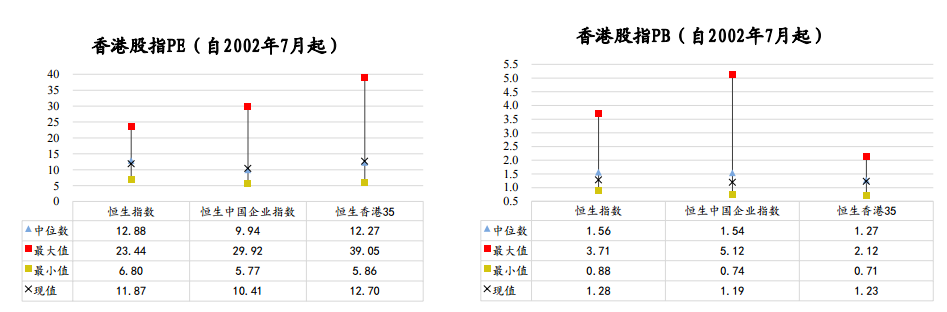 香港股指PE（自2002年7月起）
40
35
30
25
20
15
10
5
0
恒生指数 恒生中国企业指数 恒生香港35
中位数 12.88 9.94 12.27
最大值 23.44 29.92 39.05
最小值 6.80 5.77 5.86
现值 11.87 10.41 12.70
香港股指PB（自2002年7月起）
5.5
5.0
4.5
4.0
3.5
3.0
2.5
2.0
1.5
1.0
0.5
恒生指数 恒生中国企业指数 恒生香港35
中位数 1.56 1.54 1.27
最大值 3.71 5.12 2.12
最小值 0.88 0.74 0.71
现值 1.28 1.19 1.23